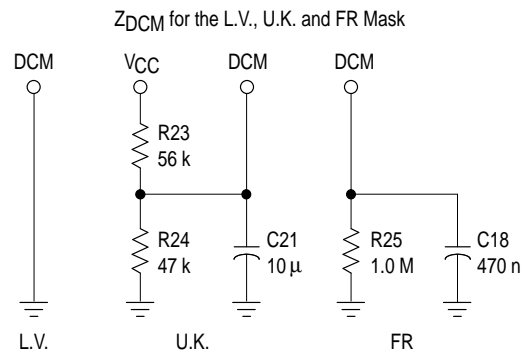 ZDCM for the L.V., U.K. and FR Mask
DCM
VCC
DCM
DCM
R23
56 k
R24
47 k
C21
10 µ
R25
1.0 M
C18
470 n
L.V.
U.K.
FR